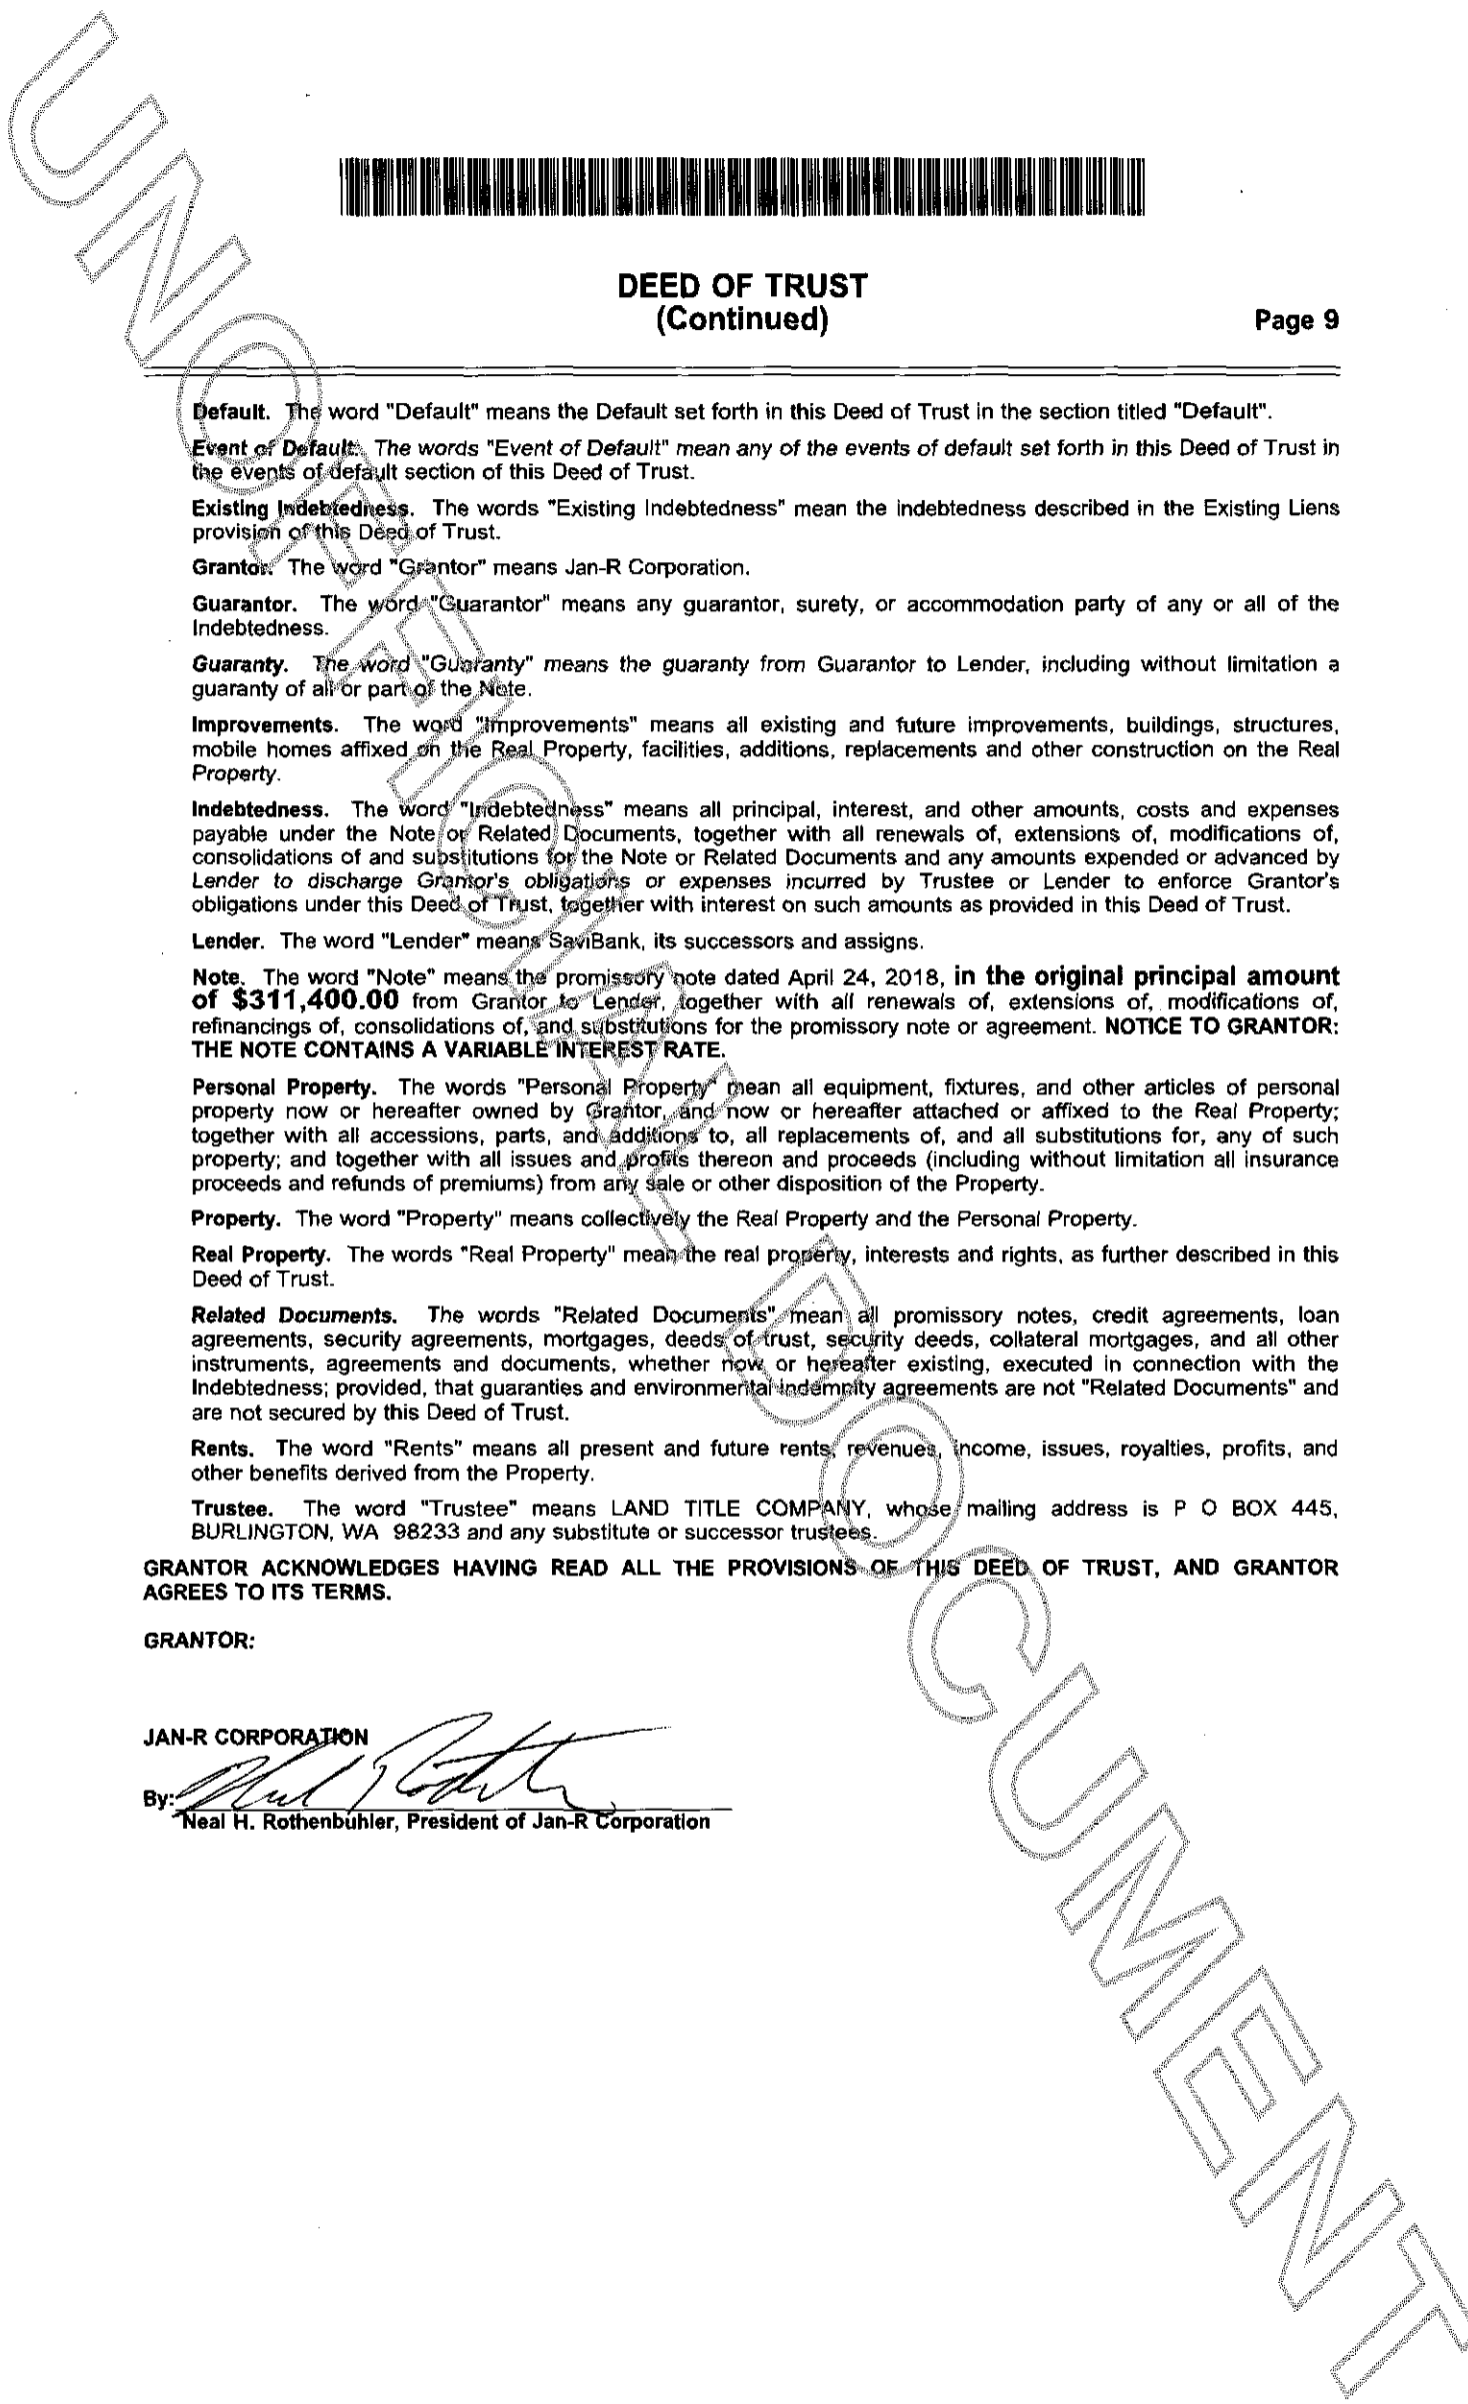 DEED OF TRUST
(Continued)
Page 9
Default. The word "Default" means the Default set forth in this Deed of Trust in the section titled "Default".
Event of Default. The words "Event of Default" mean any of the events of default set forth in this Deed of Trust in
the events of default section of this Deed of Trust.
Existing Indebtedness. The words "Existing Indebtedness" mean the indebtedness described in the Existing Liens
provision of this Deed of Trust.
Grantor. The word "Grantor" means Jan-R Corporation.
Guarantor. The word "Guarantor" means any guarantor, surety, or accommodation party of any or all of the
Indebtedness.
Guaranty. The word "Guaranty" means the guaranty from Guarantor to Lender, including without limitation a
guaranty of all or part of the Note.
Improvements. The word "Improvements" means all existing and future improvements, buildings, structures,
mobile homes affixed on the Real Property, facilities, additions, replacements and other construction on the Real
Property.
Indebtedness. The word "Indebtedness" means all principal, interest, and other amounts, costs and expenses
payable under the Note or Related Documents, together with all renewals of, extensions of, modifications of,
consolidations of and substitutions for the Note or Related Documents and any amounts expended or advanced by
Lender to discharge Grantor's obligations or expenses incurred by Trustee or Lender to enforce Grantor's
obligations under this Deed of Trust, together with interest on such amounts as provided in this Deed of Trust.
Lender. The word "Lender" means SaviBank, its successors and assigns.
Note. The word "Note" means the promissory note dated April 24, 2018, in the original principal amount
of $311,400.00 from Grantor to Lender, together with all renewals of, extensions of, modifications of,
refinancings of, consolidations of, and substitutions for the promissory note or agreement. NOTICE TO GRANTOR:
THE NOTE CONTAINS A VARIABLE INTEREST RATE.
Personal Property. The words "Personal Property" mean all equipment, fixtures, and other articles of personal
property now or hereafter owned by Grantor, and now or hereafter attached or affixed to the Real Property;
together with all accessions, parts, and additions to, all replacements of, and all substitutions for, any of such
property; and together with all issues and profits thereon and proceeds (including without limitation all insurance
proceeds and refunds of premiums) from any sale or other disposition of the Property.
Property. The word "Property" means collectively the Real Property and the Personal Property.
Real Property. The words "Real Property" mean the real property, interests and rights, as further described in this
Deed of Trust.
Related Documents. The words "Related Documents" mean all promissory notes, credit agreements, loan
agreements, security agreements, mortgages, deeds of trust, security deeds, collateral mortgages, and all other
instruments, agreements and documents, whether now or hereafter existing, executed in connection with the
Indebtedness; provided, that guaranties and environmental indemnity agreements are not "Related Documents" and
are not secured by this Deed of Trust.
Rents. The word "Rents" means all present and future rents, revenues, income, issues, royalties, profits, and
other benefits derived from the Property.
Trustee. The word "Trustee" means LAND TITLE COMPANY, whose mailing address is P O BOX 445,
BURLINGTON, WA 98233 and any substitute or successor trustees.
GRANTOR ACKNOWLEDGES HAVING READ ALL THE PROVISIONS OF THIS DEED OF TRUST, AND GRANTOR
AGREES TO ITS TERMS.
GRANTOR:
JAN-R CORPORATION
By:
Neal H. Rothenbuhler, President of Jan-R Corporation
UNOFFICIAL DOCUMENT